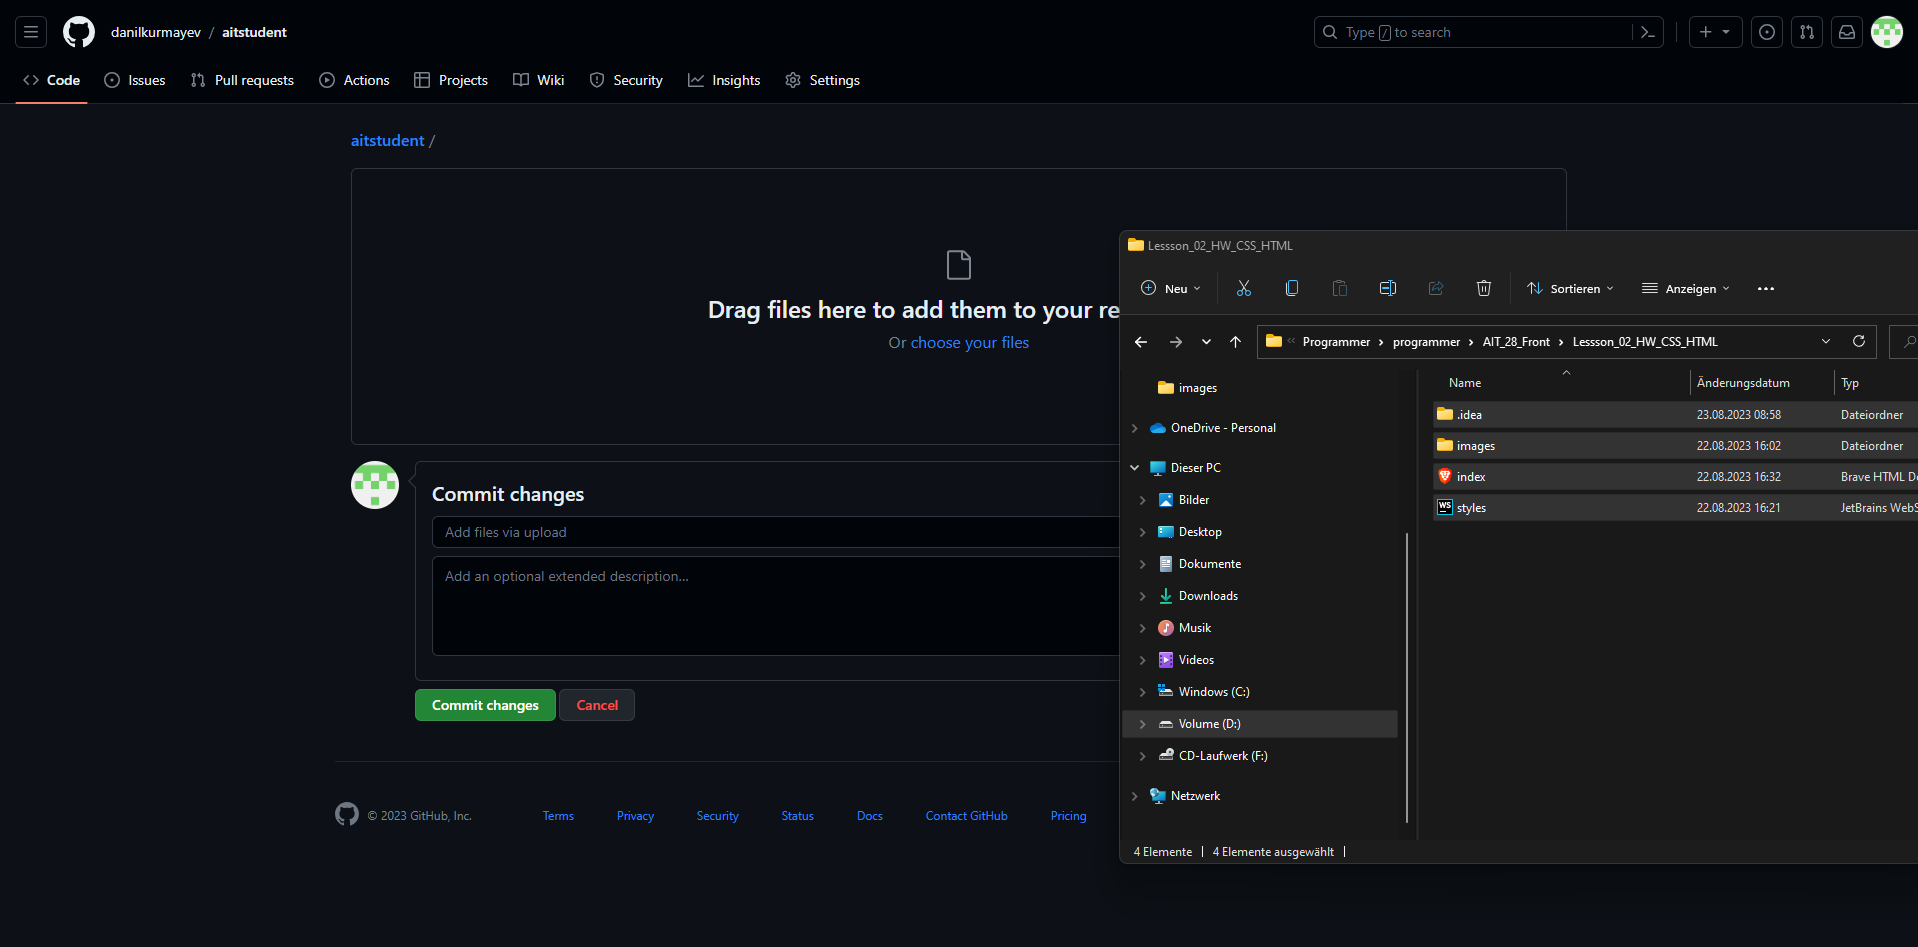 danilkurmayev / aitstudent
Type / to search
Code
Issues
Pull requests
Actions
Projects
Wiki
Security
Insights
Settings
aitstudent /
Drag files here to add them to your re
Or choose your files
Commit changes
Add files via upload
Add an optional extended description...
Commit changes
Cancel
© 2023 GitHub, Inc.
Terms
Privacy
Security
Status
Docs
Contact GitHub
Pricing
Lessson_02_HW_CSS_HTML
Neu
Sortieren
Anzeigen
Programmer > programmer > AIT_28_Front > Lessson_02_HW_CSS_HTML
images
OneDrive - Personal
Dieser PC
Bilder
Desktop
Dokumente
Downloads
Musik
Videos
Windows (C:)
Volume (D:)
CD-Laufwerk (F:)
Netzwerk
Name Änderungsdatum Typ
.idea 23.08.2023 08:58 Dateiordner
images 22.08.2023 16:02 Dateiordner
index 22.08.2023 16:32 Brave HTML D
WS styles 22.08.2023 16:21 JetBrains WebS
4 Elemente
4 Elemente ausgewählt